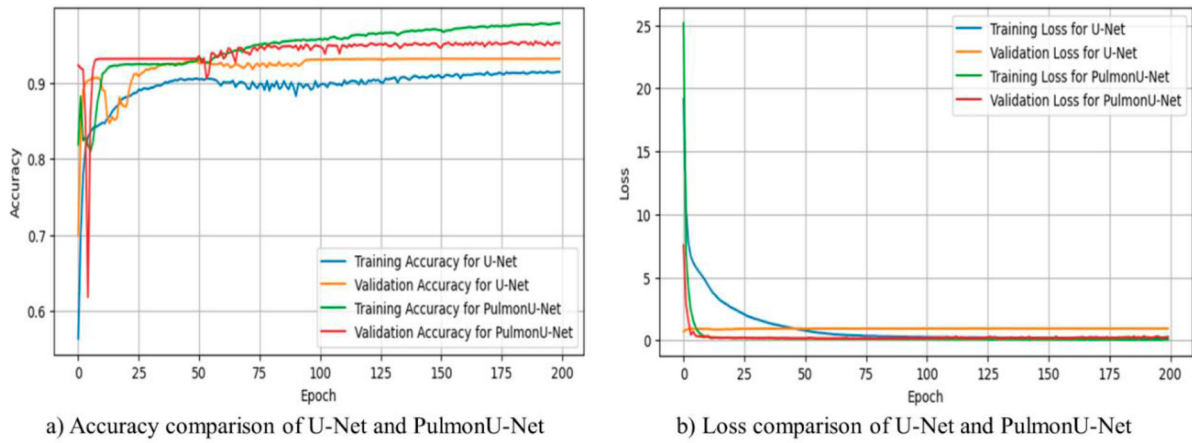 0.9
0.8
0.7
0.6
Accuracy
0 25 50 75 100 125 150 175 200
Epoch
Training Accuracy for U-Net
Validation Accuracy for U-Net
Training Accuracy for PulmonU-Net
Validation Accuracy for PulmonU-Net
a) Accuracy comparison of U-Net and PulmonU-Net
25
20
15
10
5
0
Loss
0 25 50 75 100 125 150 175 200
Epoch
Training Loss for U-Net
Validation Loss for U-Net
Training Loss for PulmonU-Net
Validation Loss for PulmonU-Net
b) Loss comparison of U-Net and PulmonU-Net